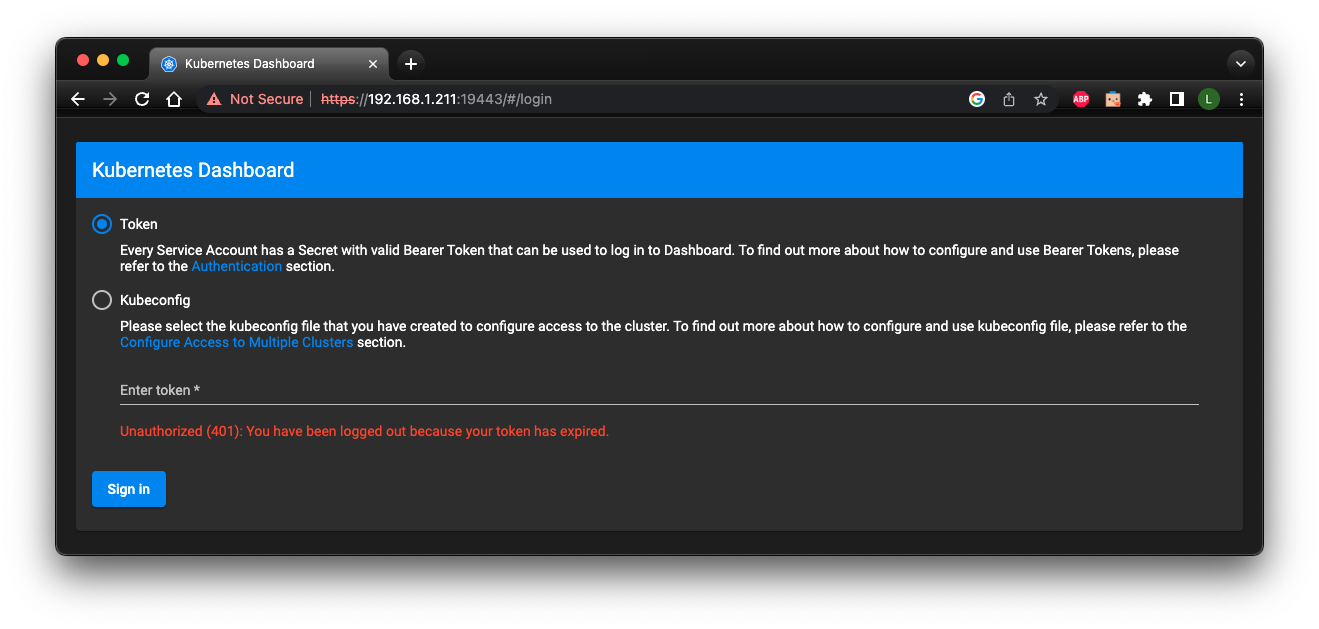 Kubernetes Dashboard
Not Secure | https://192.168.1.211:19443/#/login
ABP
L
Kubernetes Dashboard
Token
Every Service Account has a Secret with valid Bearer Token that can be used to log in to Dashboard. To find out more about how to configure and use Bearer Tokens, please
refer to the Authentication section.
Kubeconfig
Please select the kubeconfig file that you have created to configure access to the cluster. To find out more about how to configure and use kubeconfig file, please refer to the
Configure Access to Multiple Clusters section.
Enter token *
Unauthorized (401): You have been logged out because your token has expired.
Sign in